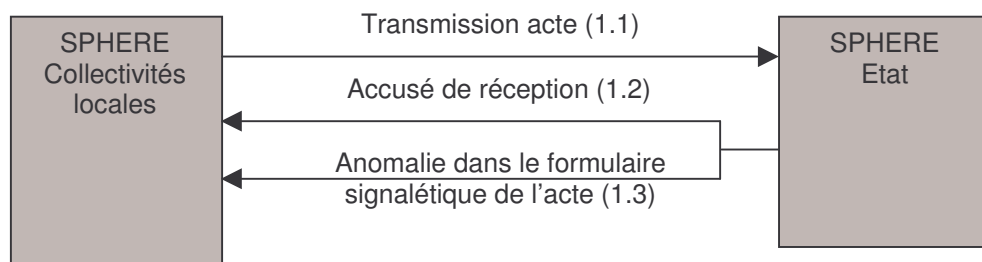 SPHERE
Collectivités
locales
Transmission acte (1.1)
Accusé de réception (1.2)
Anomalie dans le formulaire
signalétique de l'acte (1.3)
SPHERE
Etat